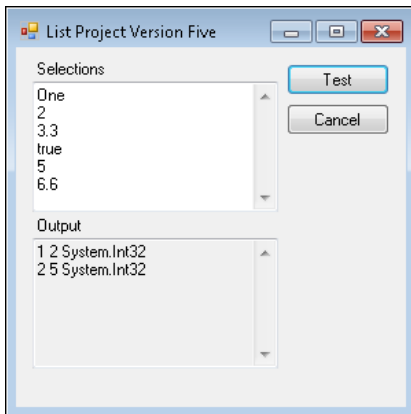 List Project Version Five
Selections
Test
One
2
3.3
true
5
6.6
Cancel
Output
1 2 System.Int32
2 5 System.Int32